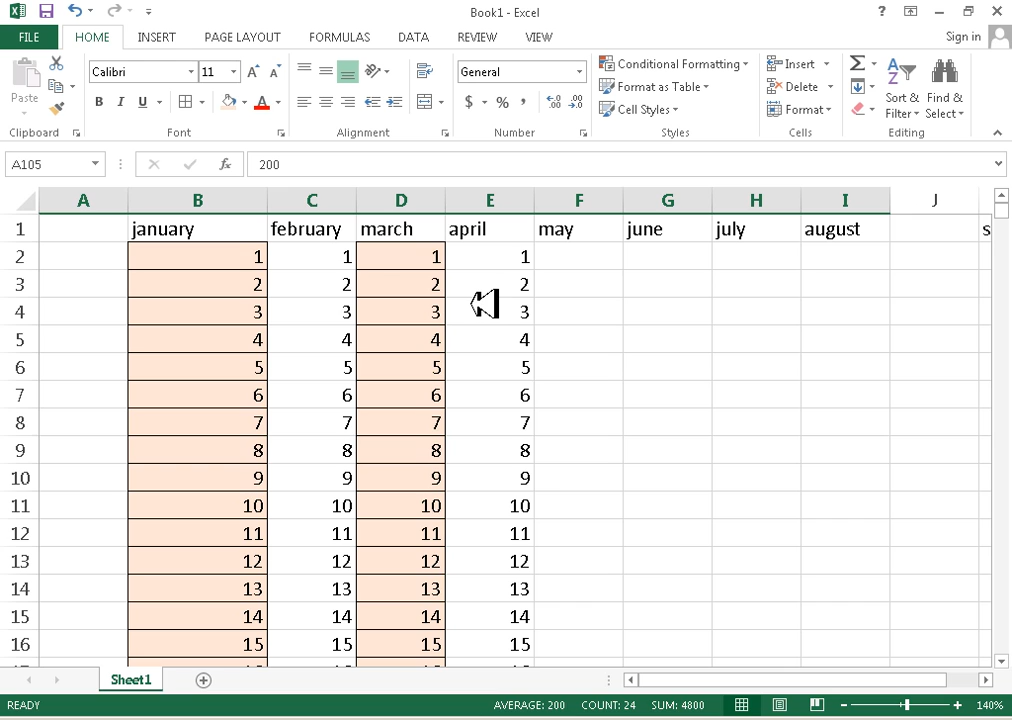 Book1 - Excel
FILE HOME INSERT PAGE LAYOUT FORMULAS DATA REVIEW VIEW Sign in
Paste Calibri 11 General Conditional Formatting Insert
B I U $ % , Format as Table Delete Sort & Find &
Cell Styles Format Filter Select
Clipboard Font Alignment Number Styles Cells Editing
A105 fx 200
A B C D E F G H I J
1 january february march april may june july august s
2 1 1 1 1
3 2 2 2 2
4 3 3 3 3
5 4 4 4 4
6 5 5 5 5
7 6 6 6 6
8 7 7 7 7
9 8 8 8 8
10 9 9 9 9
11 10 10 10 10
12 11 11 11 11
13 12 12 12 12
14 13 13 13 13
15 14 14 14 14
16 15 15 15 15
Sheet1
READY AVERAGE: 200 COUNT: 24 SUM: 4800 140%